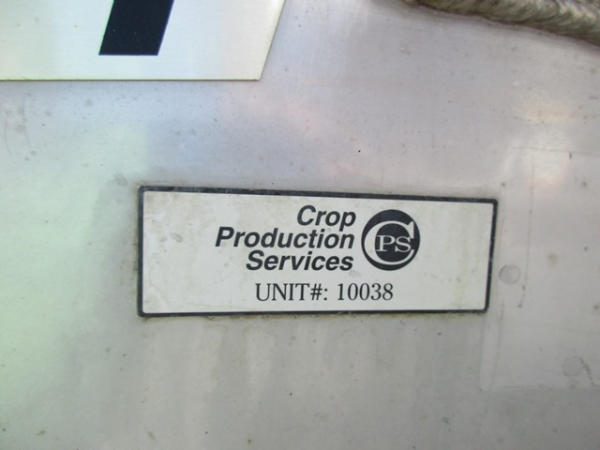 Crop
Production
Services
CPS
UNIT#: 10038